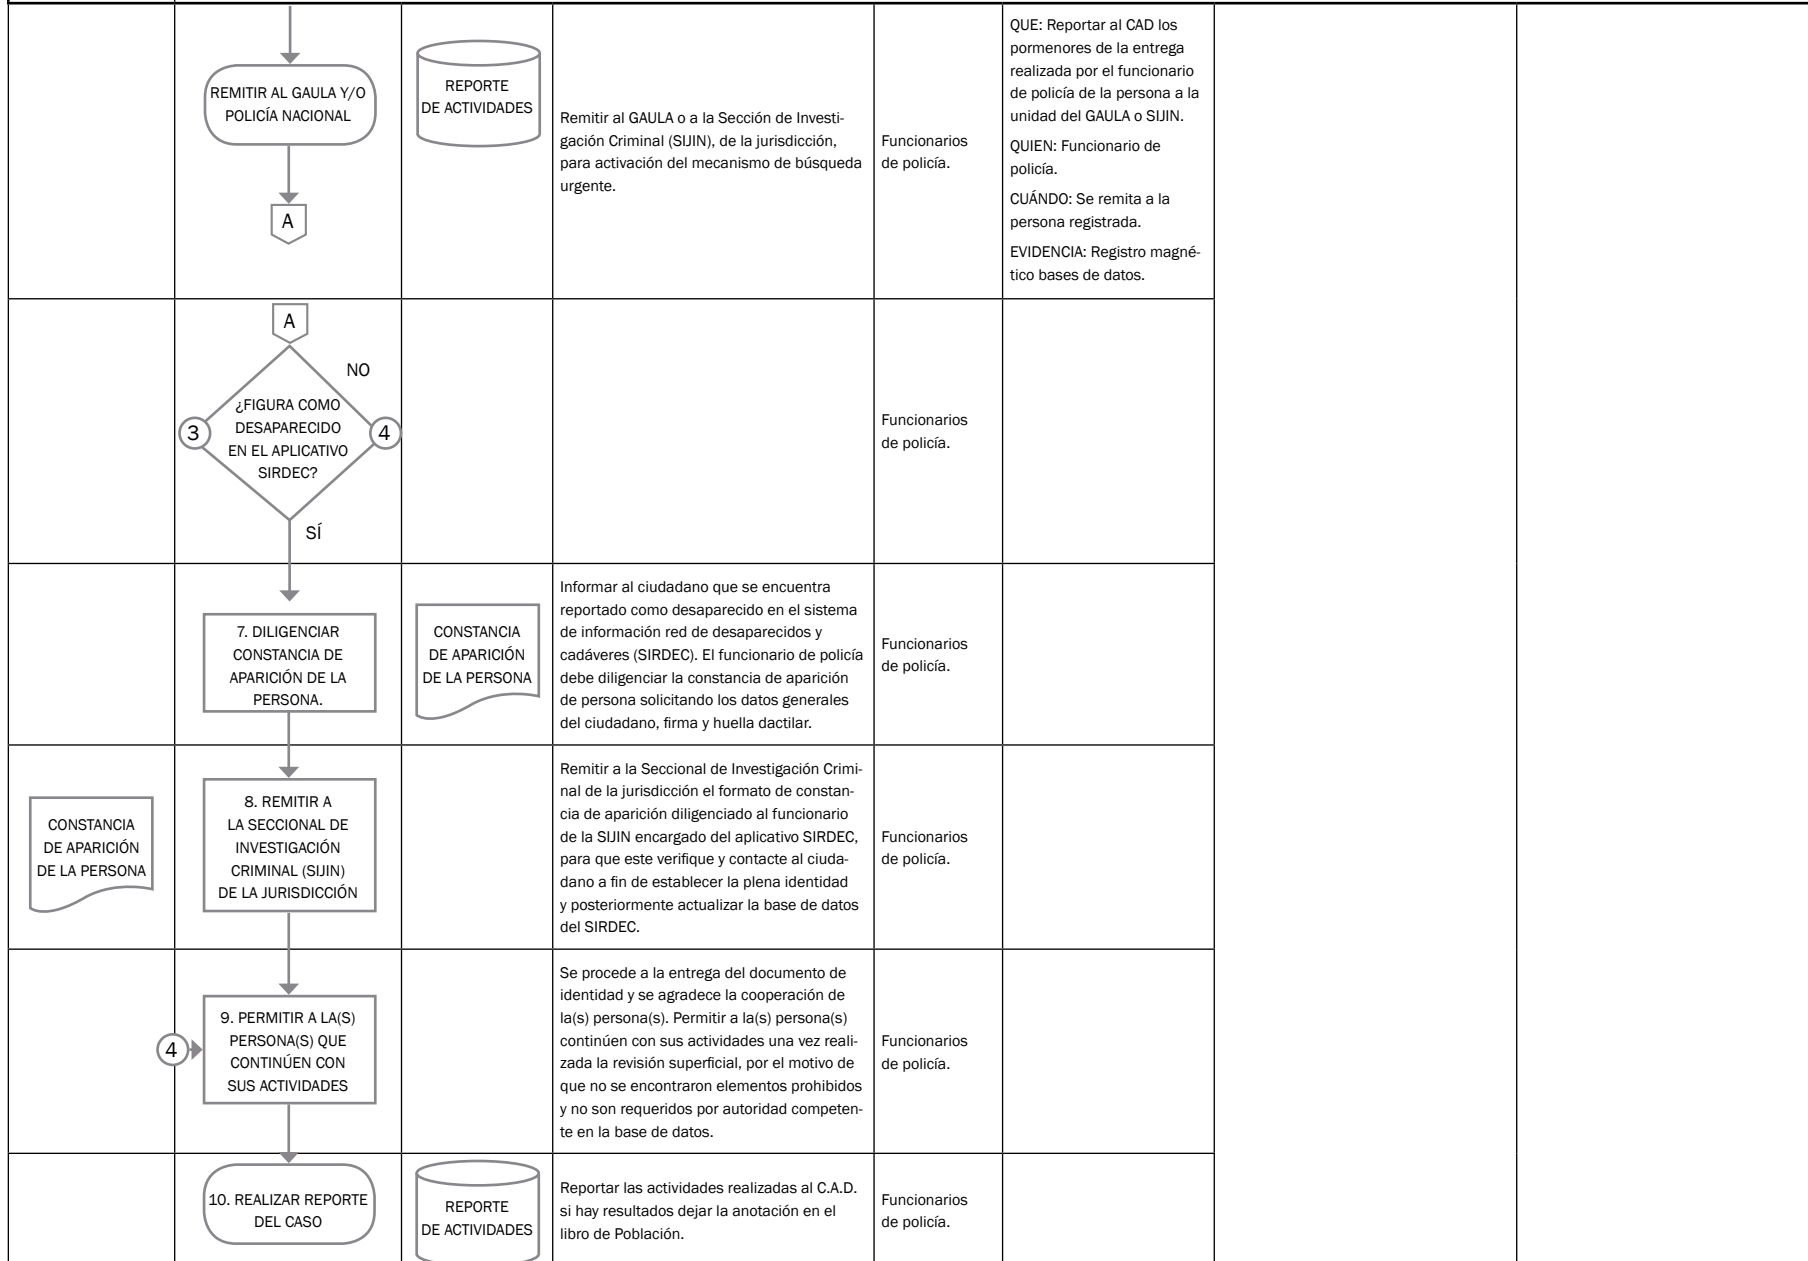 REMITIR AL GAULA Y/O
POLICÍA NACIONAL
A
REPORTE
DE ACTIVIDADES
Remitir al GAULA o a la Sección de Investi-
gación Criminal (SIJIN), de la jurisdicción,
para activación del mecanismo de búsqueda
urgente.
Funcionarios
de policía.
QUE: Reportar al CAD los
pormenores de la entrega
realizada por el funcionario
de policía de la persona a la
unidad del GAULA o SIJIN.
QUIEN: Funcionario de
policía.
CUÁNDO: Se remita a la
persona registrada.
EVIDENCIA: Registro magné-
tico bases de datos.
A
NO
¿FIGURA COMO
DESAPARECIDO
EN EL APLICATIVO
SIRDEC?
3
4
SÍ
Funcionarios
de policía.
7. DILIGENCIAR
CONSTANCIA DE
APARICIÓN DE LA
PERSONA.
CONSTANCIA
DE APARICIÓN
DE LA PERSONA
Informar al ciudadano que se encuentra
reportado como desaparecido en el sistema
de información red de desaparecidos y
cadáveres (SIRDEC). El funcionario de policía
debe diligenciar la constancia de aparición
de persona solicitando los datos generales
del ciudadano, firma y huella dactilar.
Funcionarios
de policía.
CONSTANCIA
DE APARICIÓN
DE LA PERSONA
8. REMITIR A
LA SECCIONAL DE
INVESTIGACIÓN
CRIMINAL (SIJIN)
DE LA JURISDICCIÓN
Remitir a la Seccional de Investigación Crimi-
nal de la jurisdicción el formato de constan-
cia de aparición diligenciado al funcionario
de la SIJIN encargado del aplicativo SIRDEC,
para que este verifique y contacte al ciuda-
dano a fin de establecer la plena identidad
y posteriormente actualizar la base de datos
del SIRDEC.
Funcionarios
de policía.
4
9. PERMITIR A LA(S)
PERSONA(S) QUE
CONTINÚEN CON
SUS ACTIVIDADES
Se procede a la entrega del documento de
identidad y se agradece la cooperación de
la(s) persona(s). Permitir a la(s) persona(s)
continúen con sus actividades una vez reali-
zada la revisión superficial, por el motivo de
que no se encontraron elementos prohibidos
y no son requeridos por autoridad competen-
te en la base de datos.
Funcionarios
de policía.
10. REALIZAR REPORTE
DEL CASO
REPORTE
DE ACTIVIDADES
Reportar las actividades realizadas al C.A.D.
si hay resultados dejar la anotación en el
libro de Población.
Funcionarios
de policía.